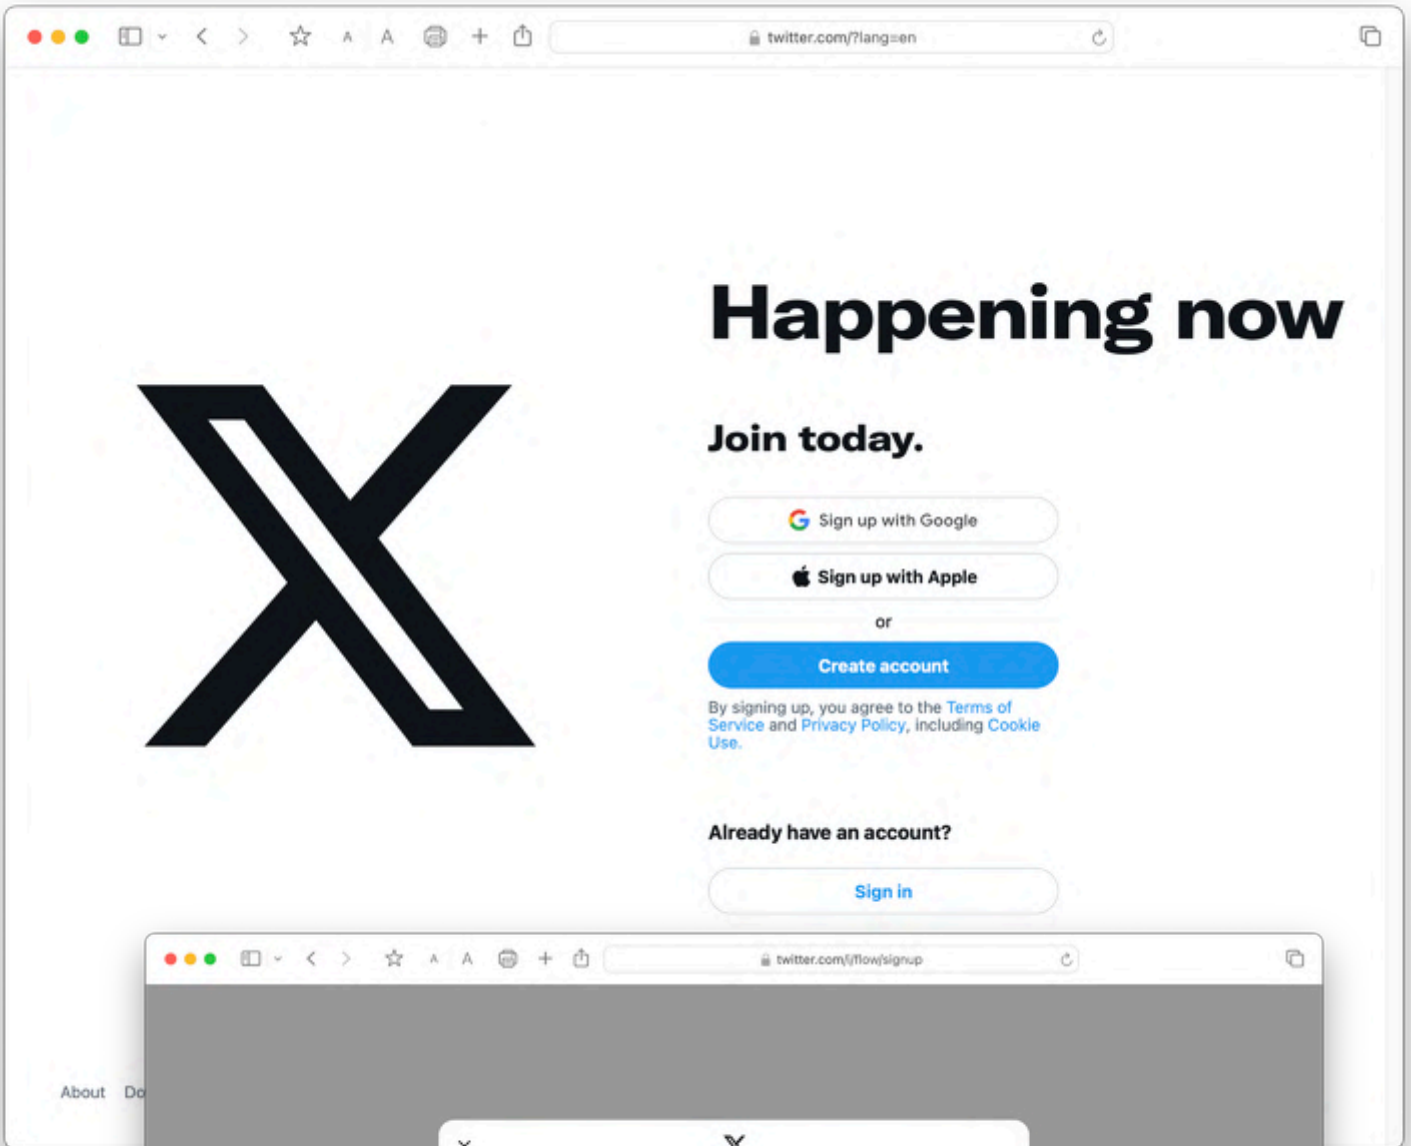 twitter.com/?lang=en
Happening now
Join today.
Sign up with Google
Sign up with Apple
or
Create account
By signing up, you agree to the Terms of
Service and Privacy Policy, including Cookie
Use.
Already have an account?
Sign in
twitter.com/i/flow/signup
About Do